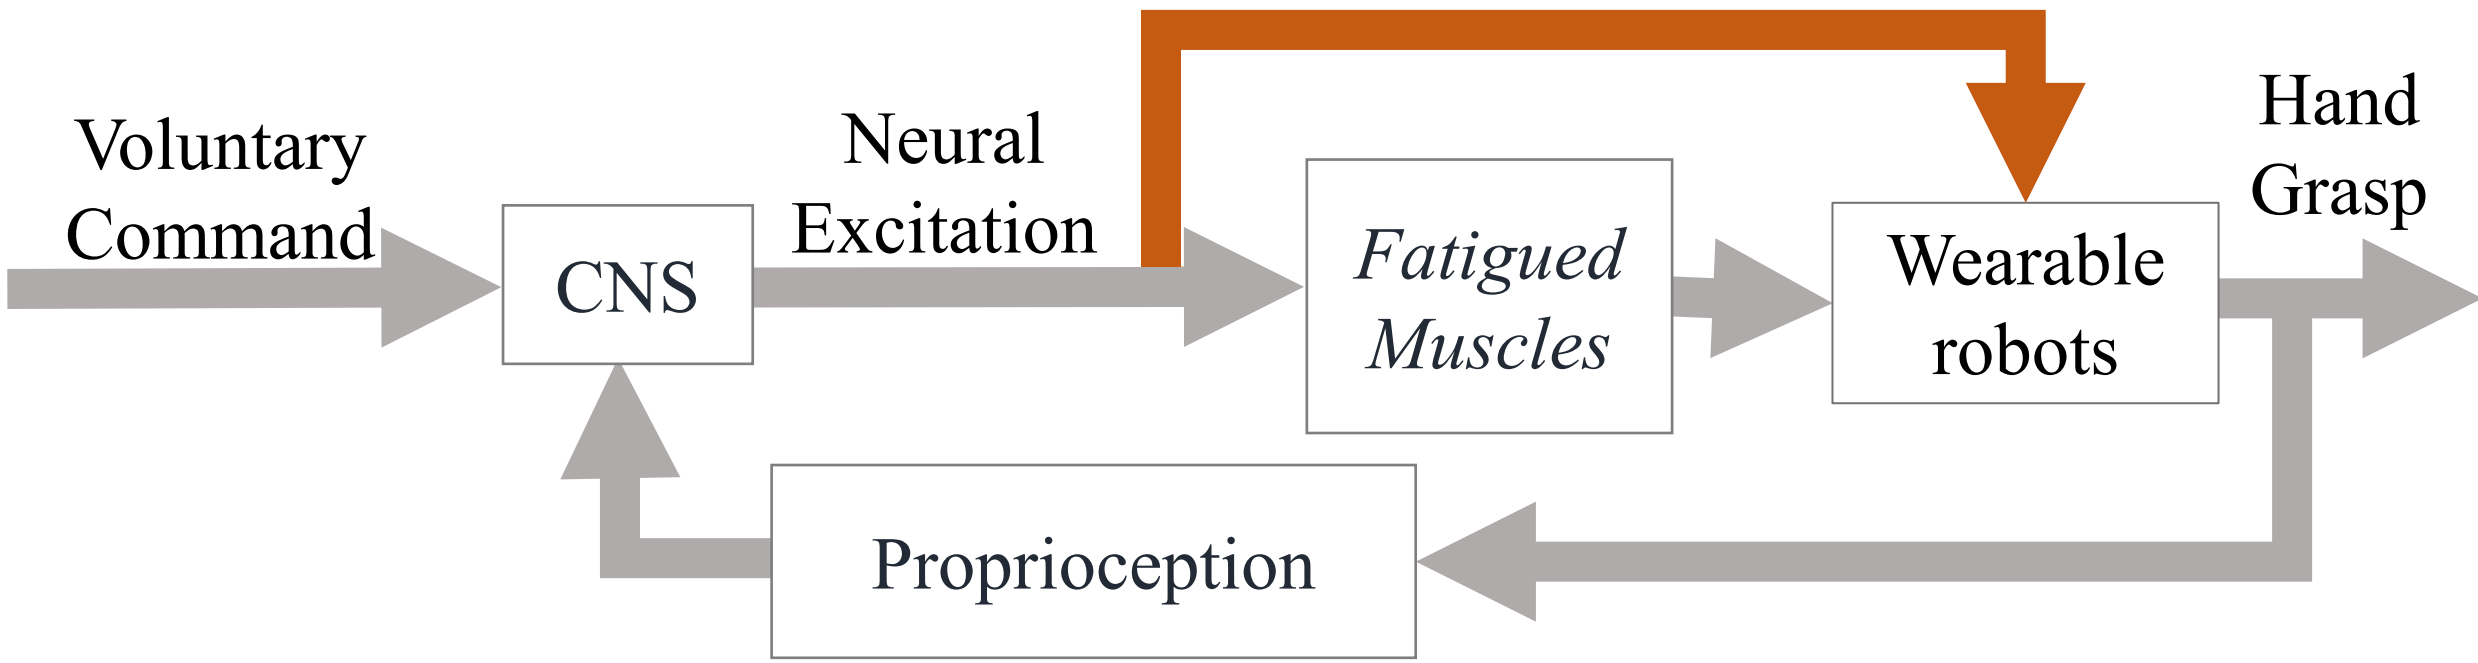 Voluntary
Command
CNS
Neural
Excitation
Fatigued
Muscles
Wearable
robots
Hand
Grasp
Proprioception